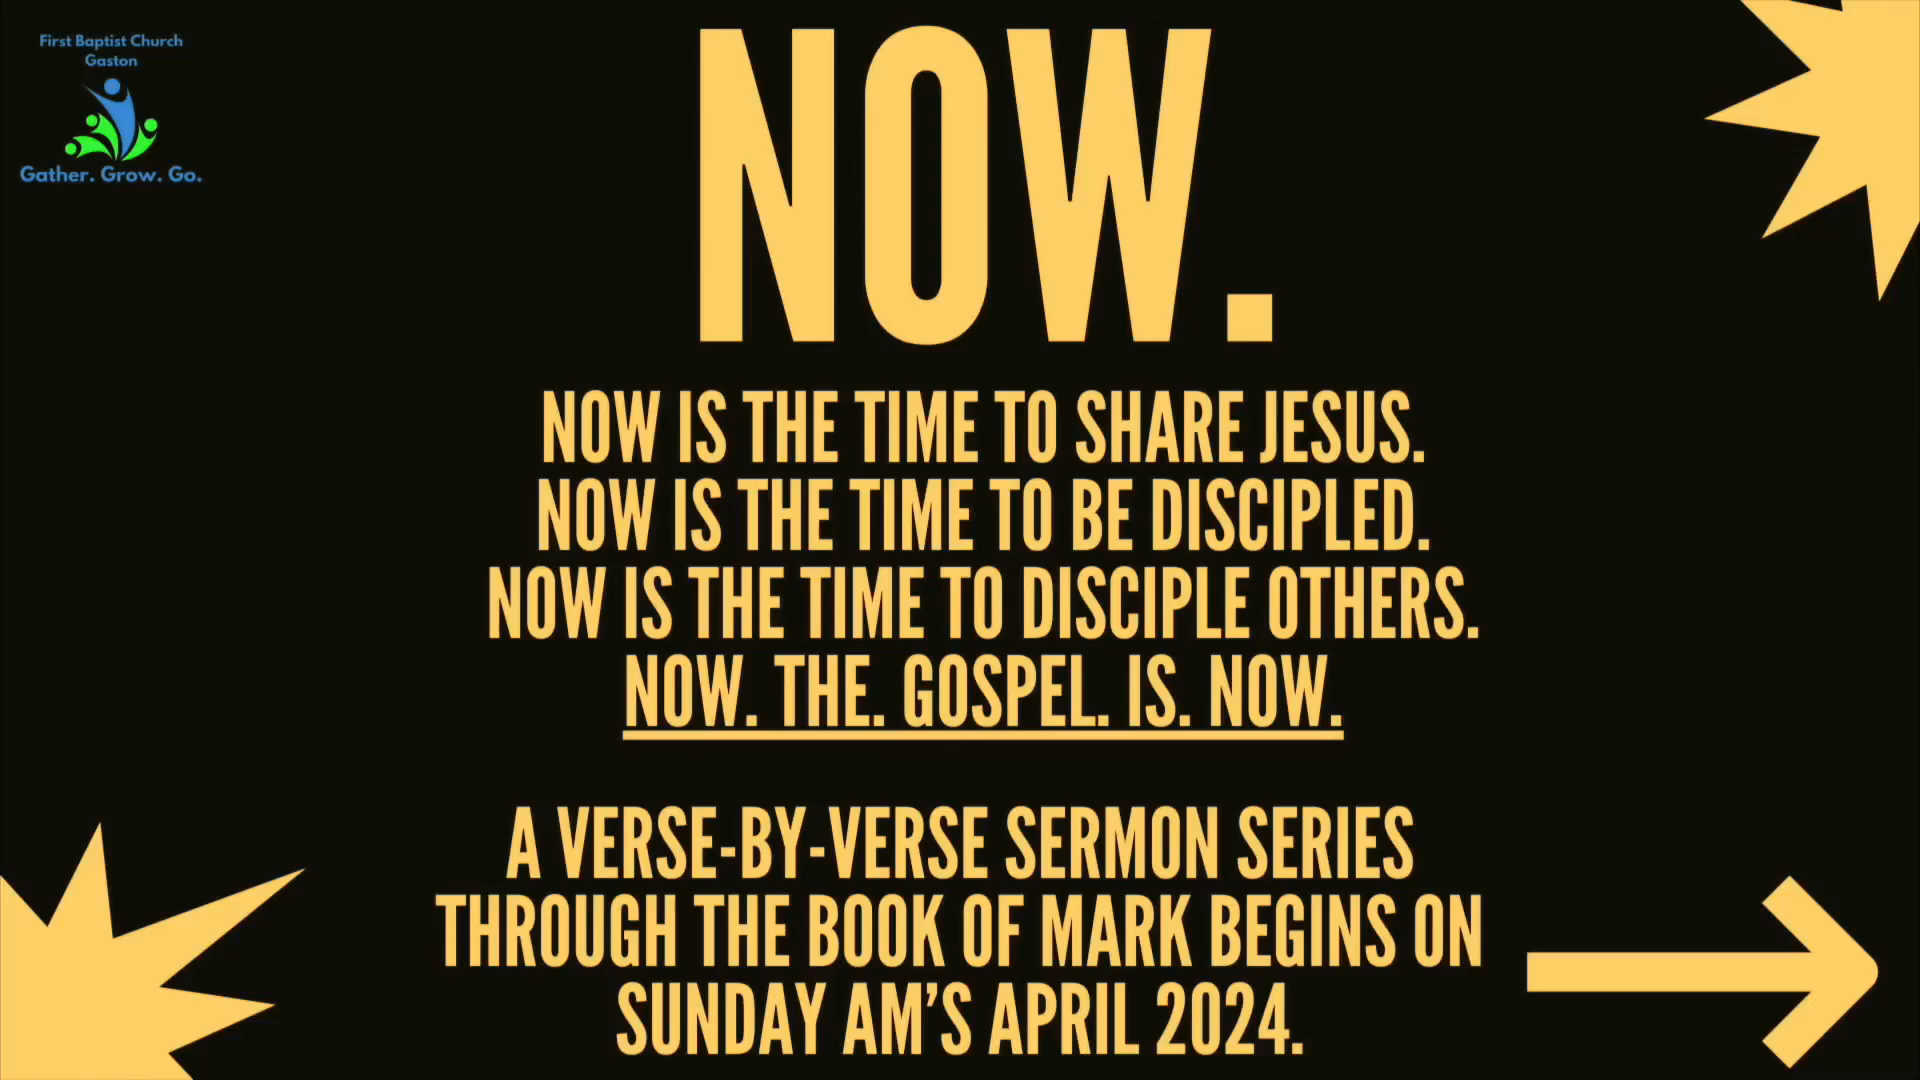 First Baptist Church
Gaston
Gather. Grow. Go.
NOW.
NOW IS THE TIME TO SHARE JESUS.
NOW IS THE TIME TO BE DISCIPLED.
NOW IS THE TIME TO DISCIPLE OTHERS.
NOW. THE. GOSPEL. IS. NOW.
A VERSE-BY-VERSE SERMON SERIES
THROUGH THE BOOK OF MARK BEGINS ON
SUNDAY AM'S APRIL 2024.